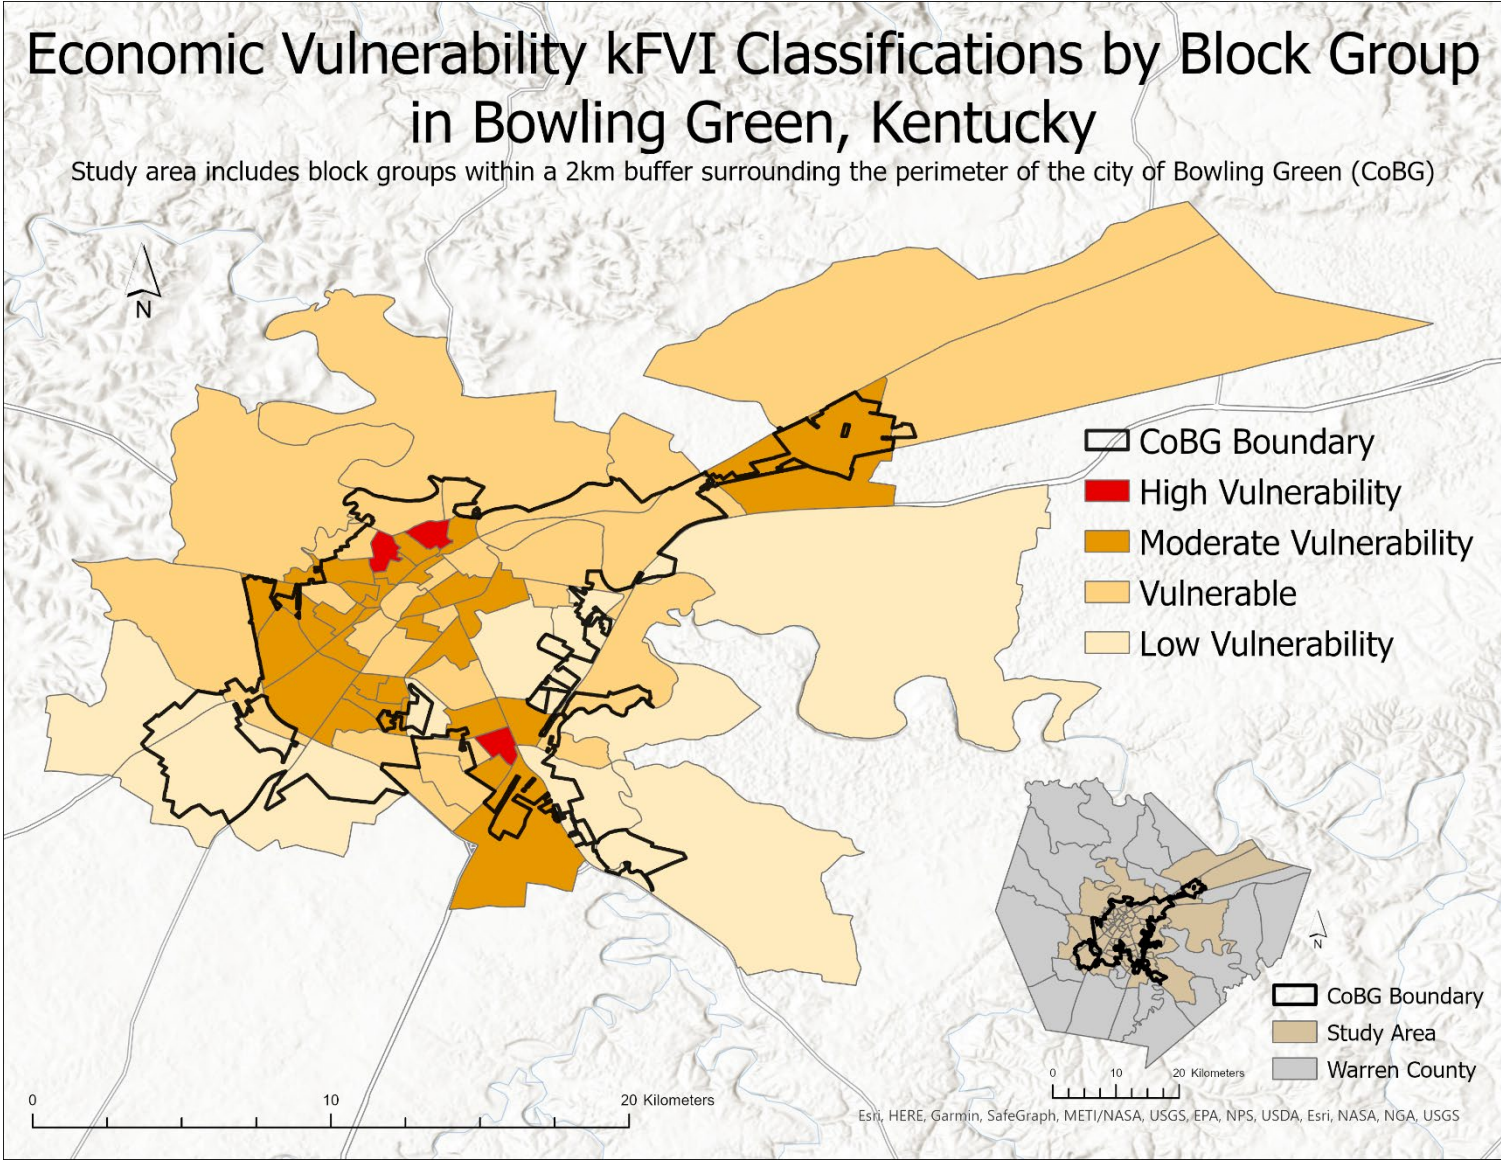 Economic Vulnerability kFVI Classifications by Block Group
in Bowling Green, Kentucky
Study area includes block groups within a 2km buffer surrounding the perimeter of the city of Bowling Green (CoBG)
N
CoBG Boundary
High Vulnerability
Moderate Vulnerability
Vulnerable
Low Vulnerability
N
CoBG Boundary
Study Area
Warren County
0 10 20 Kilometers
0 10 20 Kilometers
Esri, HERE, Garmin, SafeGraph, METI/NASA, USGS, EPA, NPS, USDA, Esri, NASA, NGA, USGS